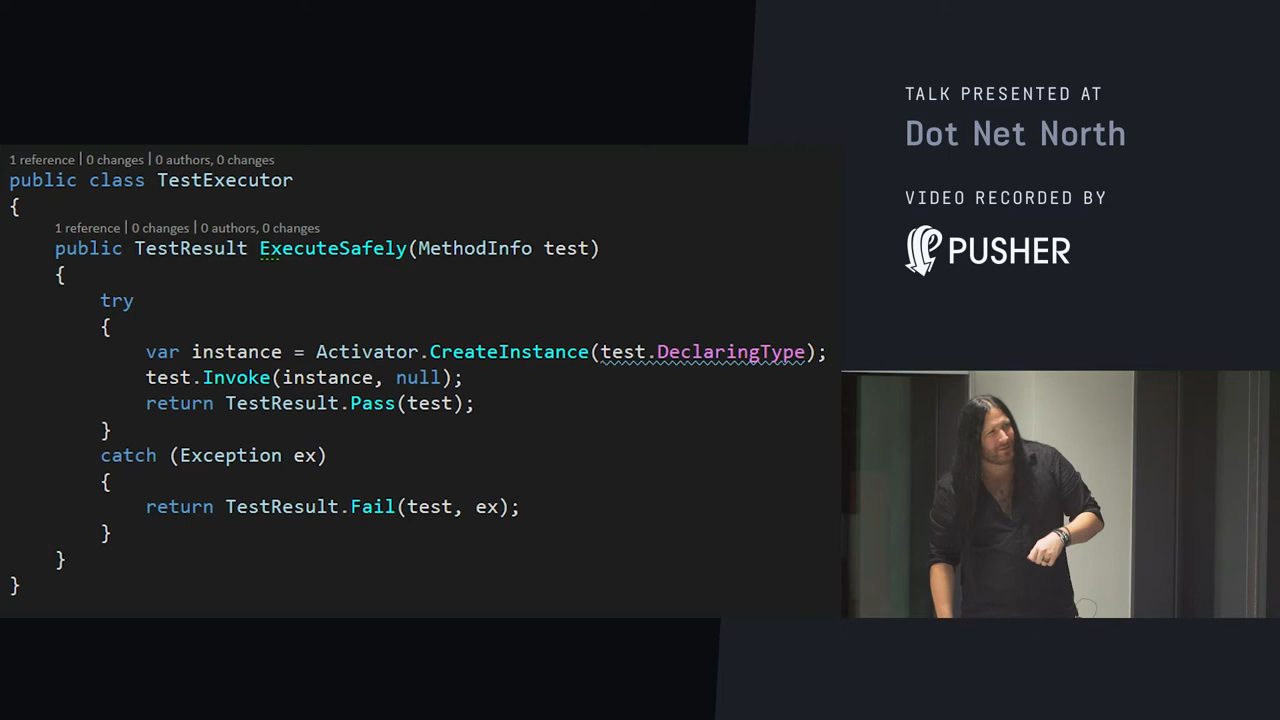 TALK PRESENTED AT
Dot Net North
VIDEO RECORDED BY
PUSHER
1 reference | 0 changes | 0 authors, 0 changes
public class TestExecutor
{
1 reference | 0 changes | 0 authors, 0 changes
public TestResult ExecuteSafely(MethodInfo test)
{
try
{
var instance = Activator.CreateInstance(test.DeclaringType);
test.Invoke(instance, null);
return TestResult.Pass(test);
}
catch (Exception ex)
{
return TestResult.Fail(test, ex);
}
}
}